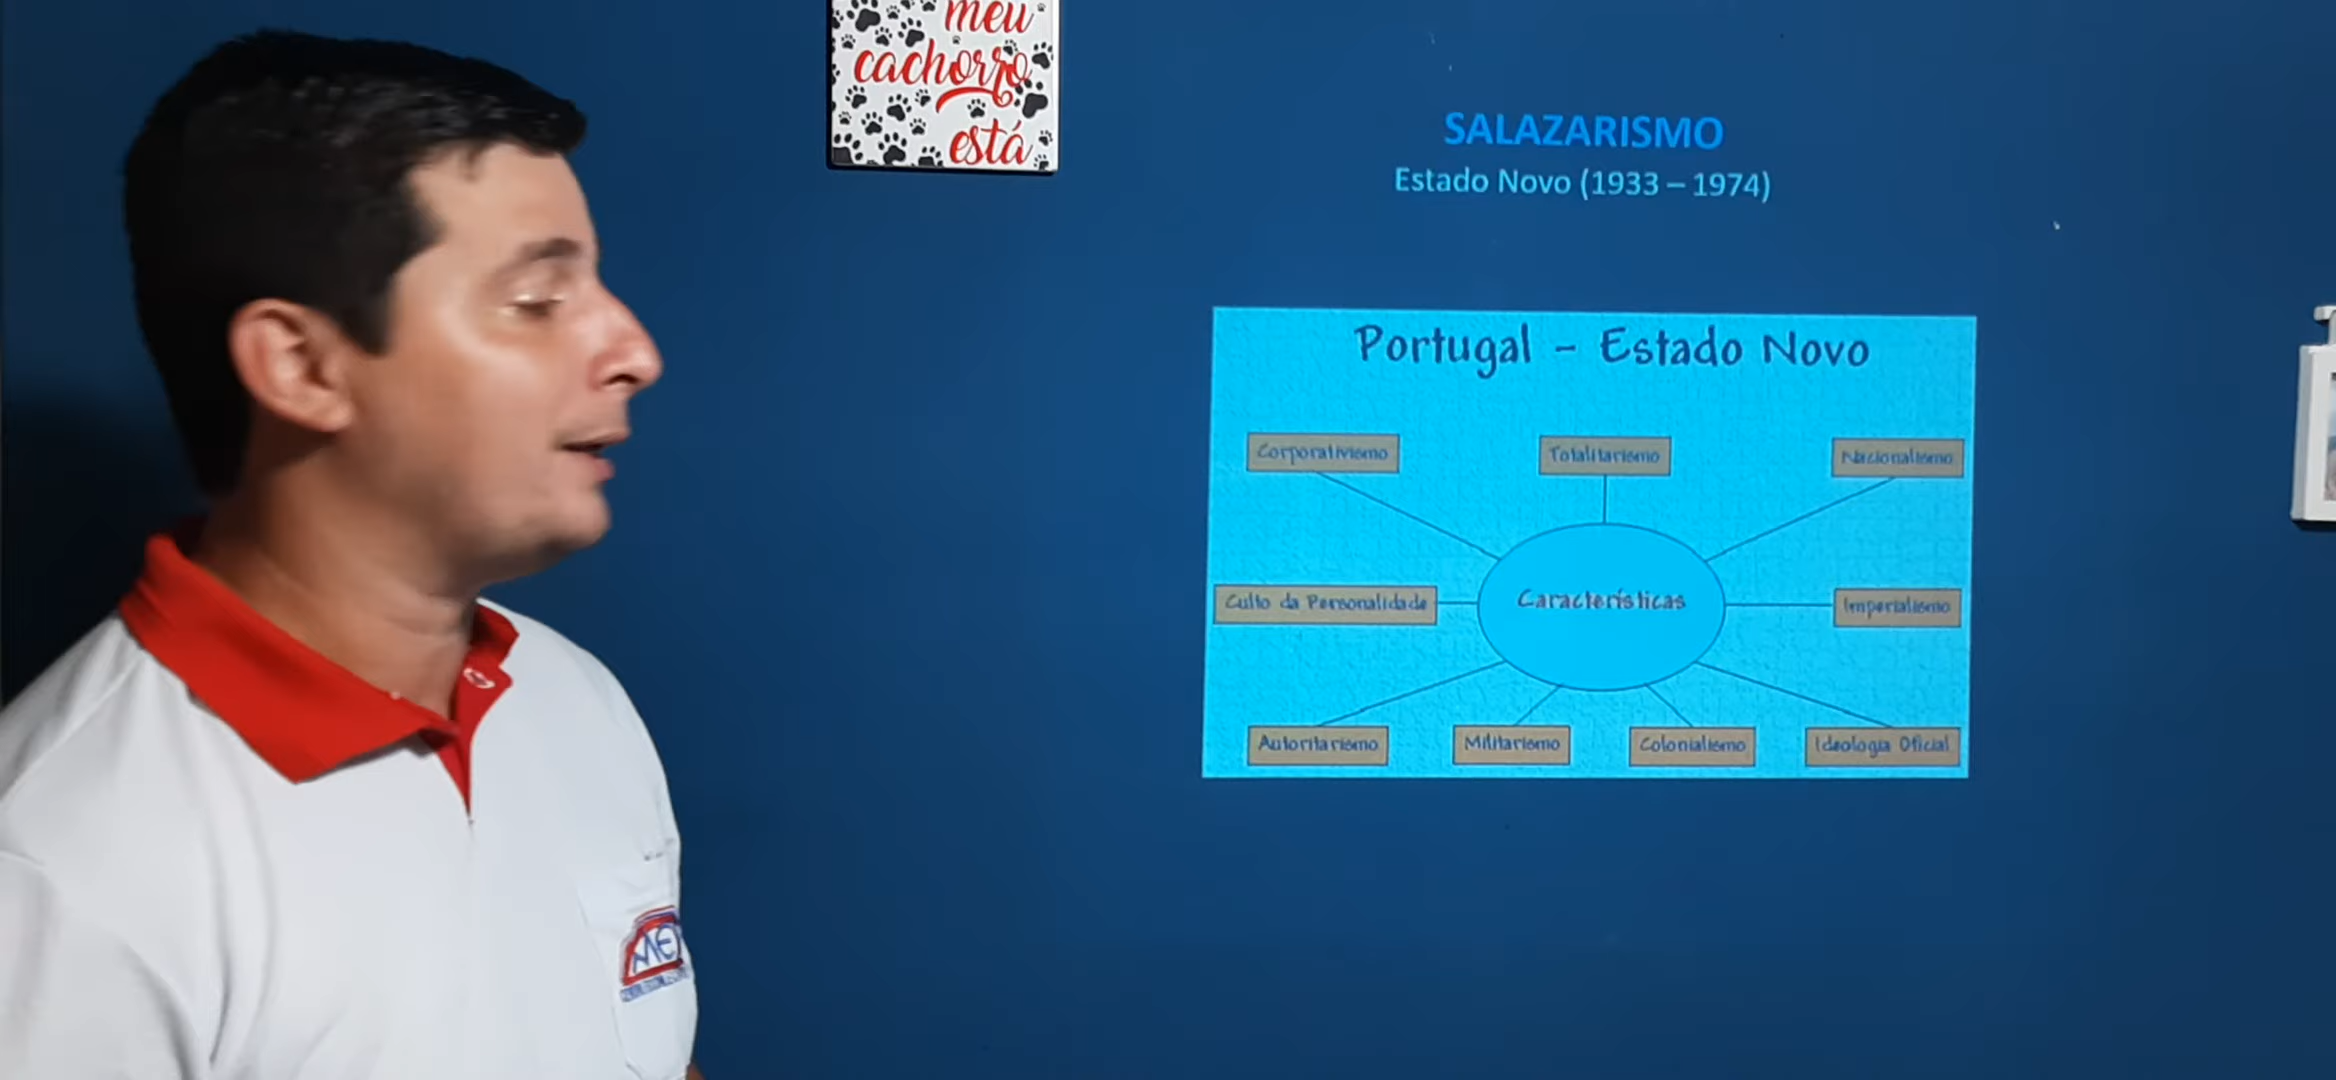 meu
cachorro
está
SALAZARISMO
Estado Novo (1933 – 1974)
Portugal - Estado Novo
Corporativismo
Totalitarismo
Nacionalismo
Culto da Personalidade
Características
Imperialismo
Autoritarismo
Militarismo
Colonialismo
Ideologia Oficial